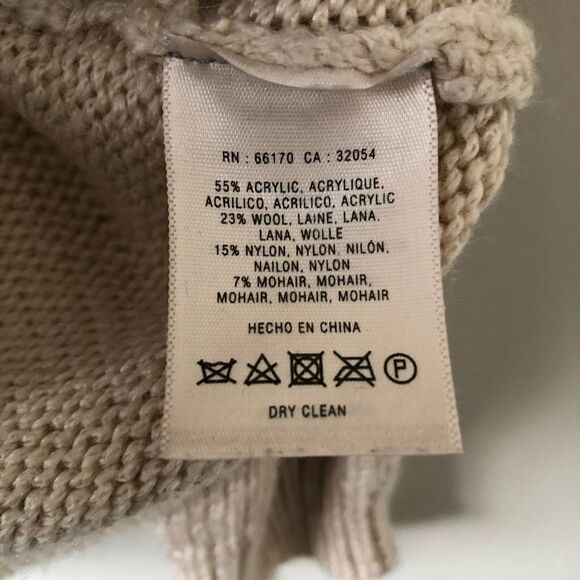 RN : 66170 CA : 32054
55% ACRYLIC, ACRYLIQUE,
ACRILICO, ACRILICO, ACRYLIC
23% WOOL, LAINE, LANA,
LANA, WOLLE
15% NYLON, NYLON, NILÓN,
NAILON, NYLON
7% MOHAIR, MOHAIR,
MOHAIR, MOHAIR, MOHAIR
HECHO EN CHINA
P
DRY CLEAN